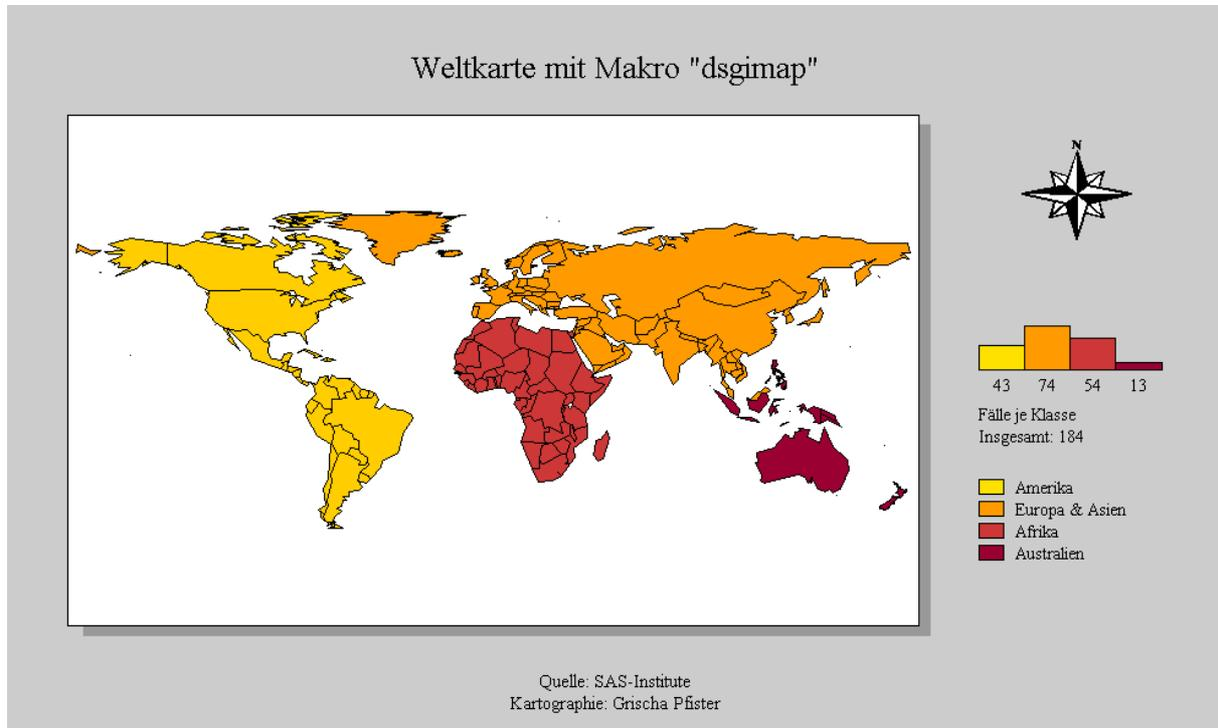 Weltkarte mit Makro "dsgimap"
N
43 74 54 13
Fälle je Klasse
Insgesamt: 184
Amerika
Europa & Asien
Afrika
Australien
Quelle: SAS-Institute
Kartographie: Grischa Pfister